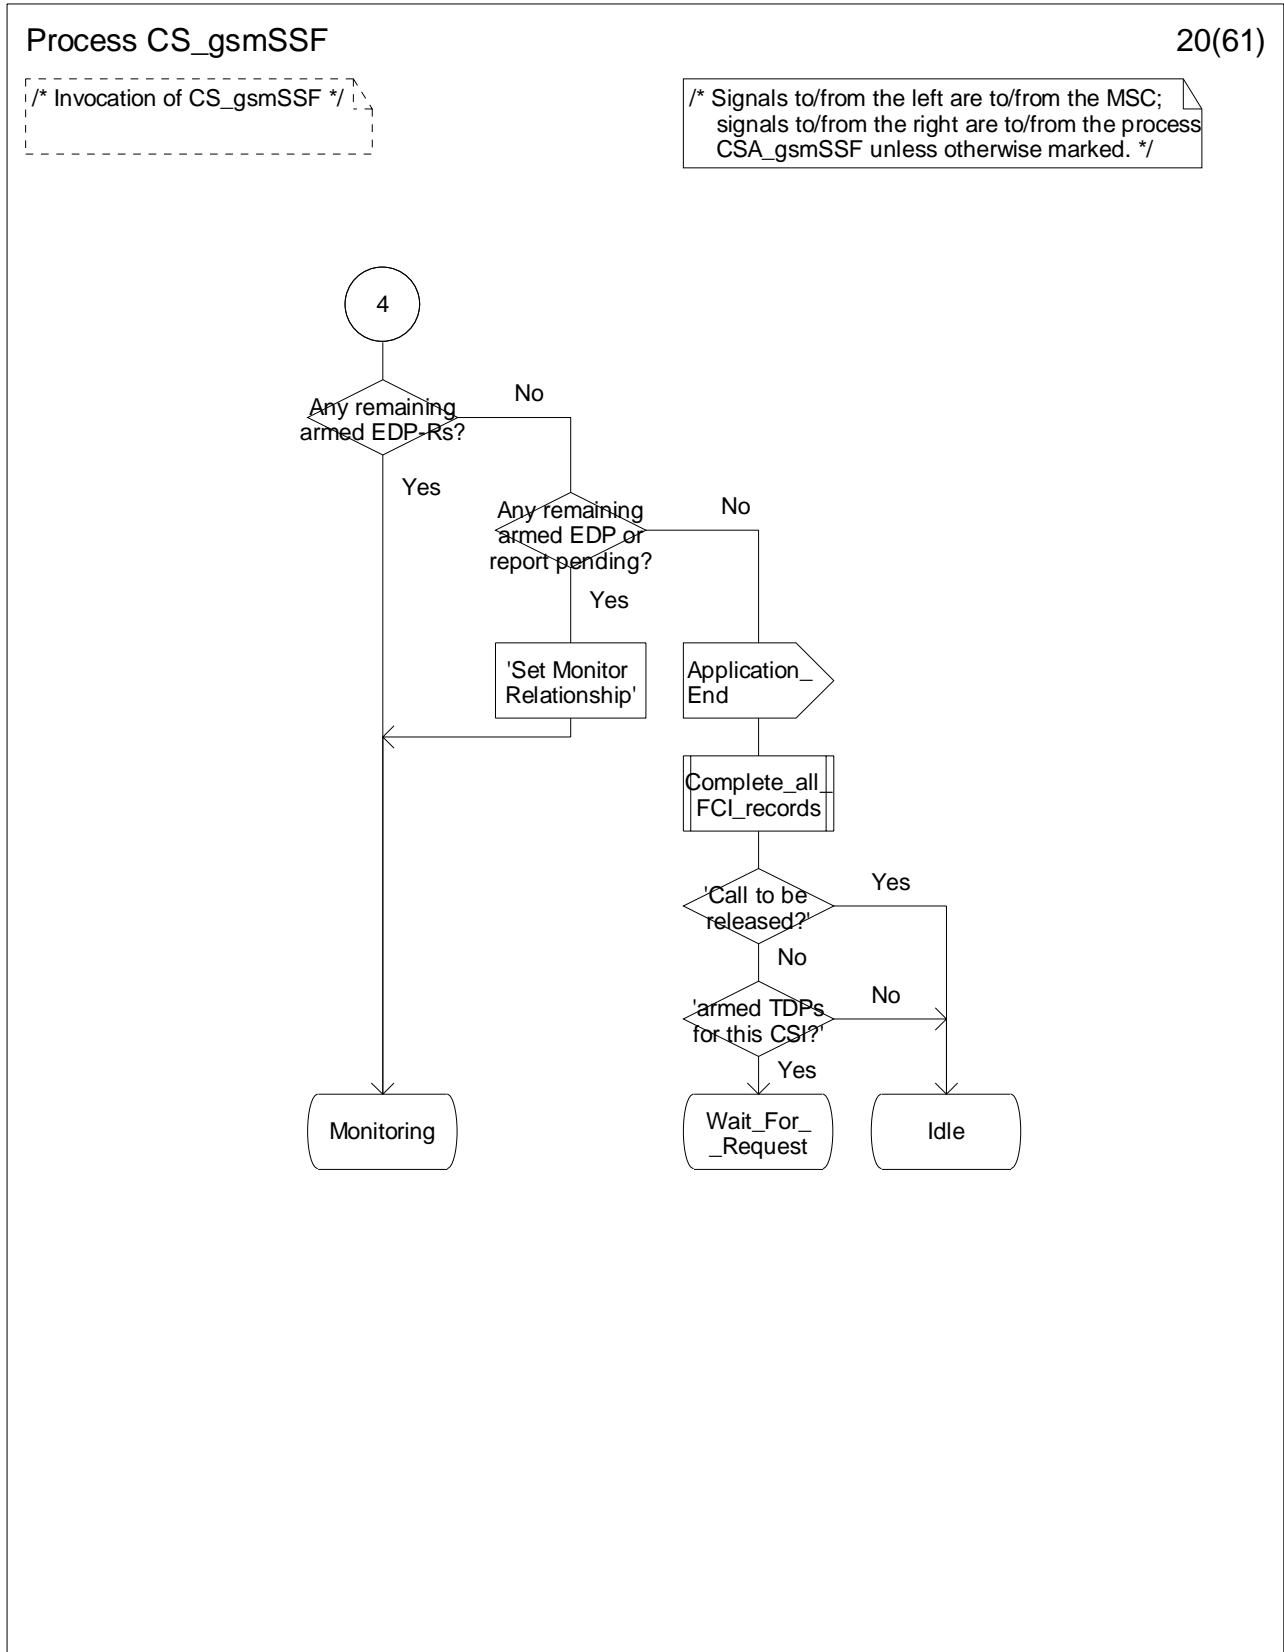 Process CS_gsmSSF
20(61)
/* Invocation of CS_gsmSSF */
/* Signals to/from the left are to/from the MSC;
signals to/from the right are to/from the process
CSA_gsmSSF unless otherwise marked. */
4
Any remaining
armed EDP-Rs?
No
Yes
Any remaining
armed EDP or
report pending?
No
Yes
'Set Monitor
Relationship'
Application_
End
Complete_all_
FCI_records
'Call to be
released?'
Yes
No
'armed TDPs
for this CSI?'
No
Yes
Monitoring
Wait_For_
_Request
Idle